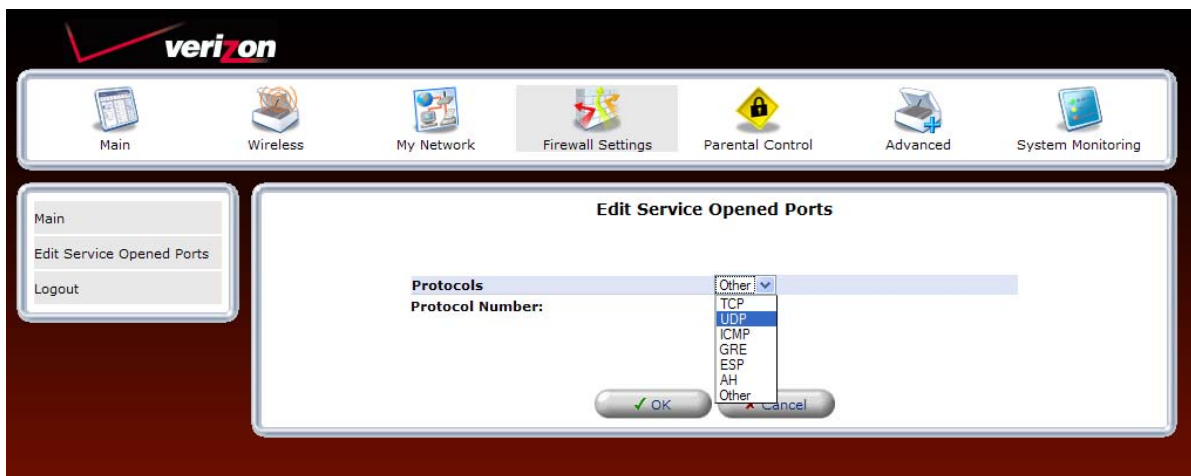 verizon
Main
Wireless
My Network
Firewall Settings
Parental Control
Advanced
System Monitoring
Main
Edit Service Opened Ports
Logout
Edit Service Opened Ports
Protocols
Other
Protocol Number:
TCP
UDP
ICMP
GRE
ESP
AH
Other
OK
Cancel